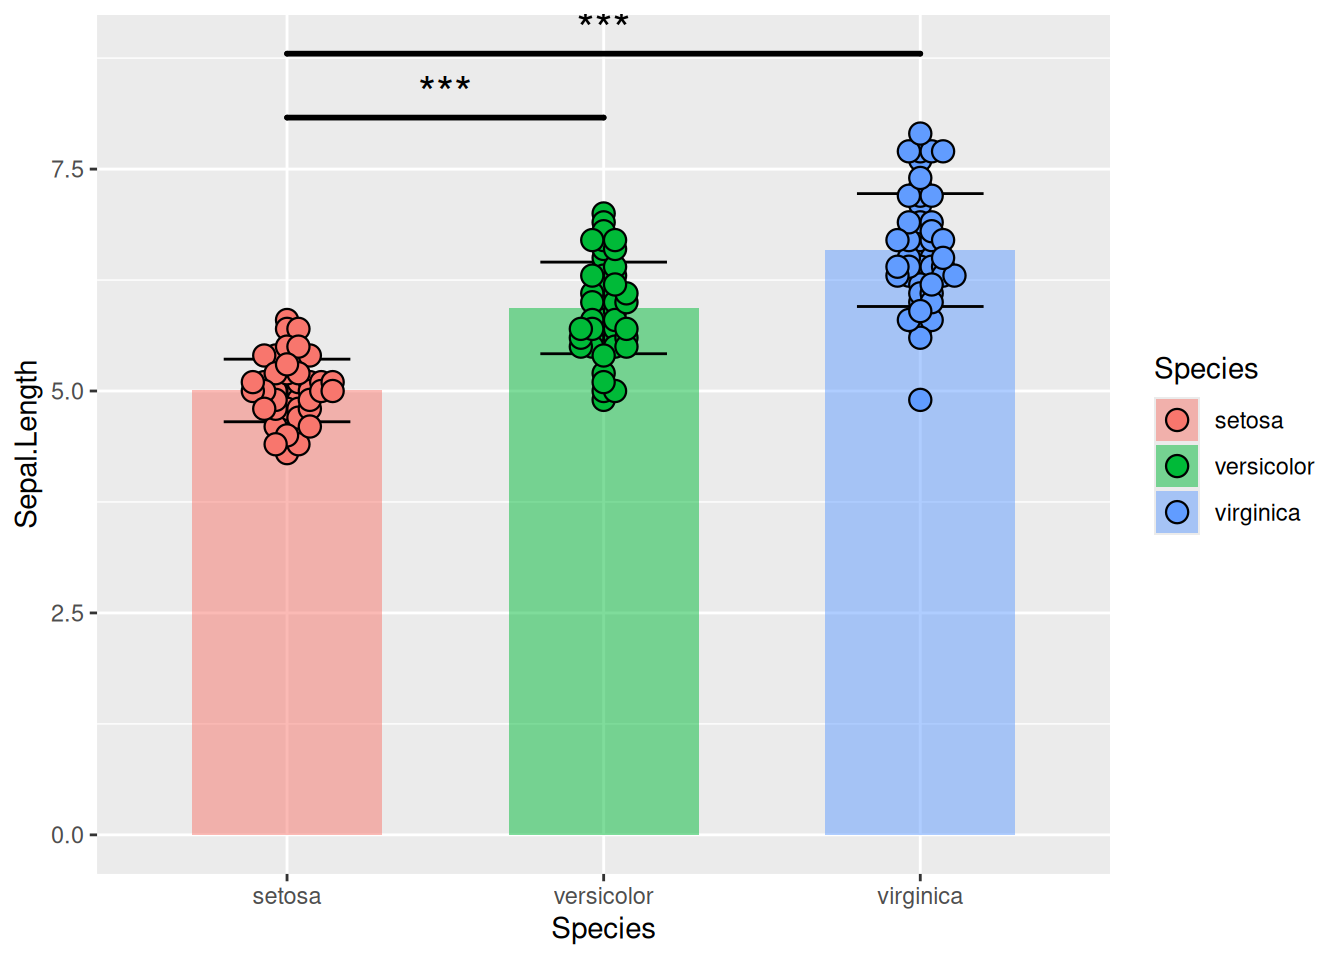 ***
***
7.5
5.0
2.5
0.0
Sepal.Length
setosa
versicolor
virginica
Species
Species
setosa
versicolor
virginica